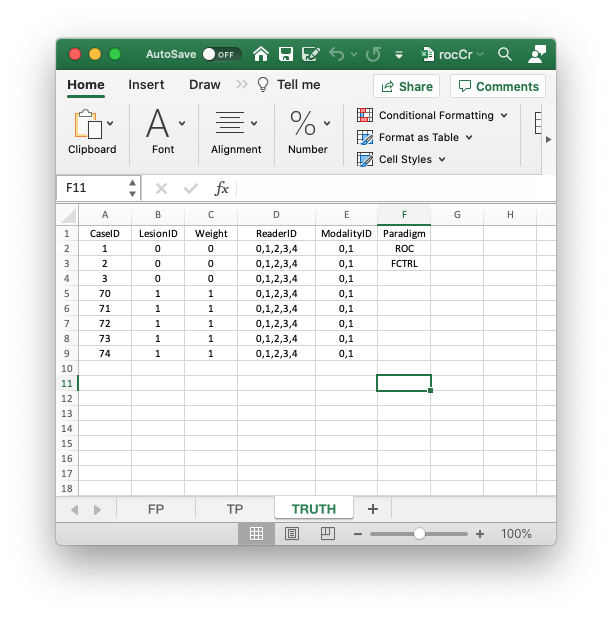 AutoSave OFF rocCr
Home Insert Draw Tell me Share Comments
Clipboard Font Alignment Number
Conditional Formatting
Format as Table
Cell Styles
F11 fx
A B C D E F G H
1 CaseID LesionID Weight ReaderID ModalityID Paradigm
2 1 0 0 0,1,2,3,4 0,1 ROC
3 2 0 0 0,1,2,3,4 0,1 FCTRL
4 3 0 0 0,1,2,3,4 0,1
5 70 1 1 0,1,2,3,4 0,1
6 71 1 1 0,1,2,3,4 0,1
7 72 1 1 0,1,2,3,4 0,1
8 73 1 1 0,1,2,3,4 0,1
9 74 1 1 0,1,2,3,4 0,1
10
11
12
13
14
15
16
17
18
FP TP TRUTH +
100%